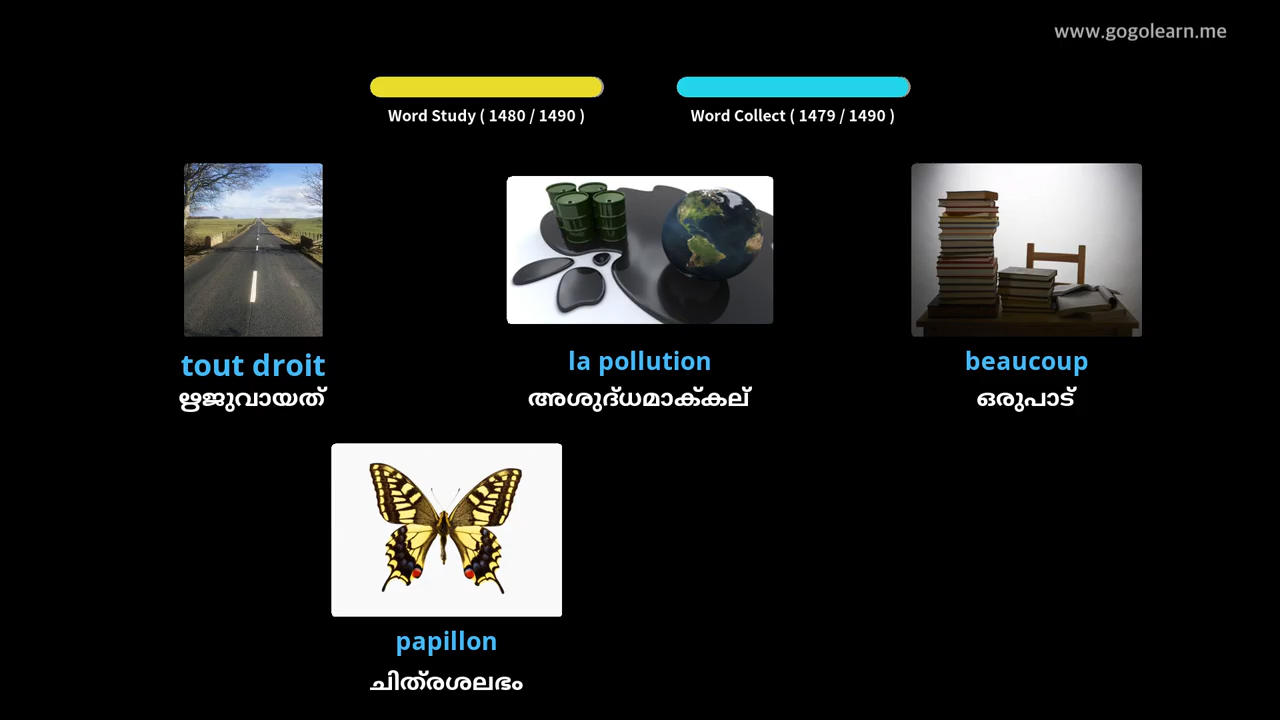 www.gogolearn.me
Word Study ( 1480 / 1490 )
Word Collect ( 1479 / 1490 )
tout droit
ഋജുവായത്
la pollution
അശുദ്ധമാക്കല്
beaucoup
ഒരുപാട്
papillon
ചിത്രശലഭം